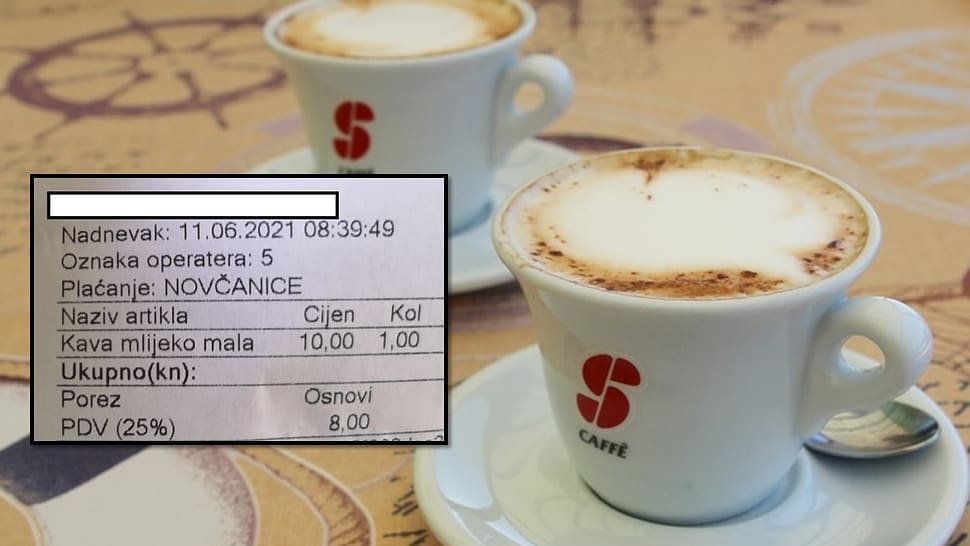 CAFFÈ
Nadnevak: 11.06.2021 08:39:49
Oznaka operatera: 5
Plaćanje: NOVČANICE
Naziv artikla Cijen Kol
Kava mlijeko mala 10,00 1,00
Ukupno(kn):
Porez Osnovi
PDV (25%) 8,00
S
CAFFÈ